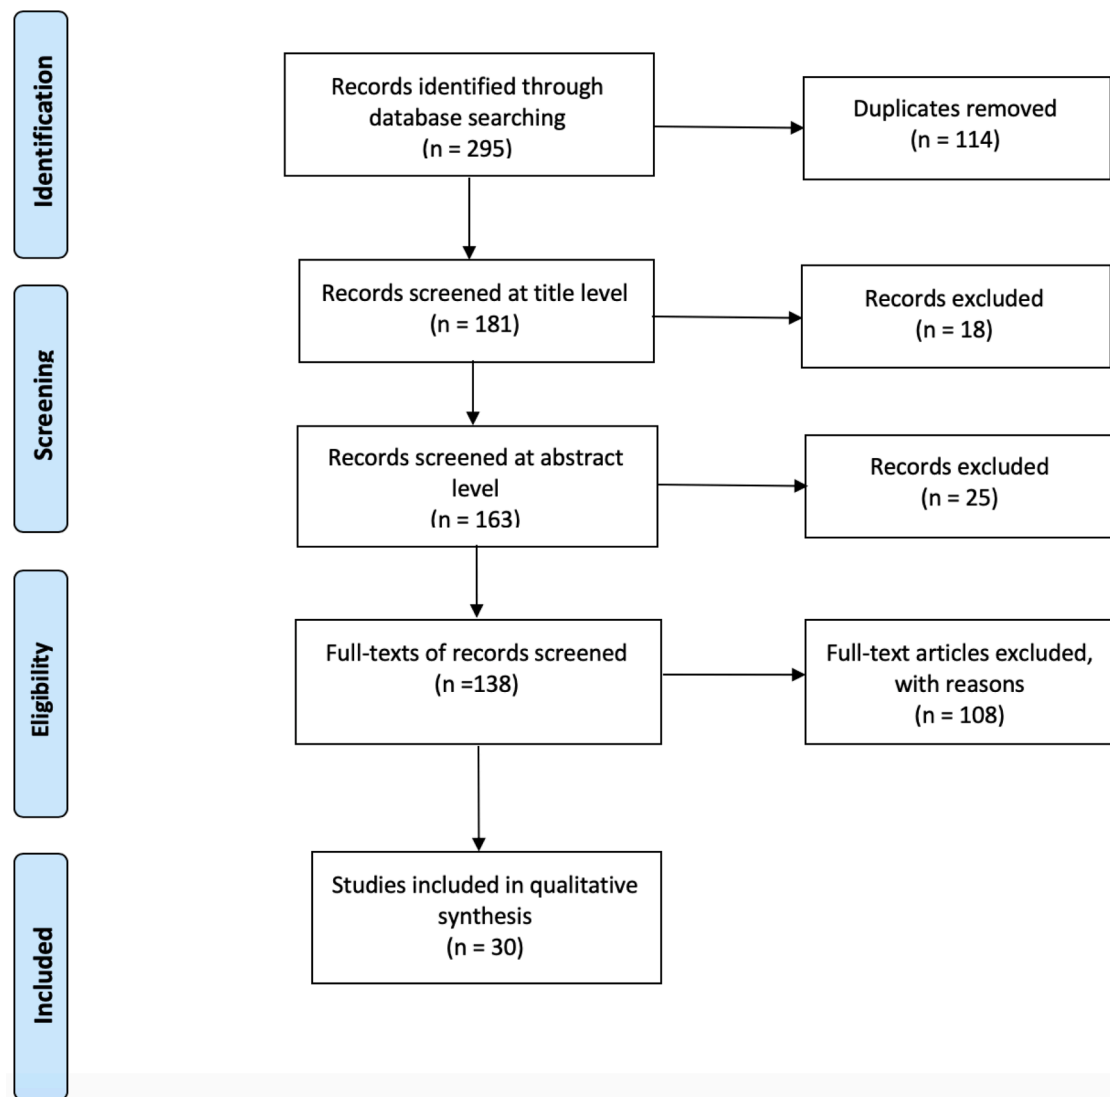 Identification
Records identified through
database searching
(n = 295)
Duplicates removed
(n = 114)
Screening
Records screened at title level
(n = 181)
Records excluded
(n = 18)
Records screened at abstract
level
(n = 163)
Records excluded
(n = 25)
Eligibility
Full-texts of records screened
(n =138)
Full-text articles excluded,
with reasons
(n = 108)
Included
Studies included in qualitative
synthesis
(n = 30)